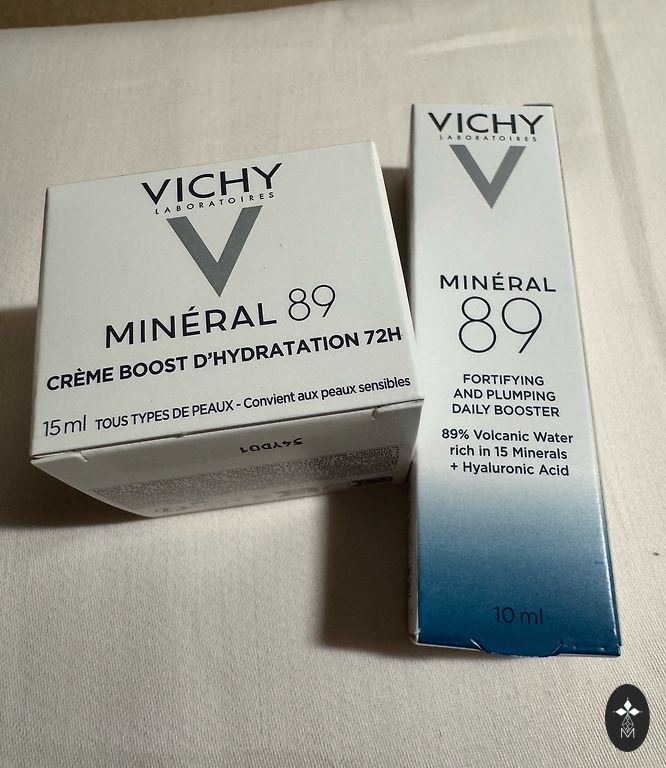 VICHY
LABORATOIRES
MINÉRAL 89
CRÈME BOOST D'HYDRATATION 72H
15 ml TOUS TYPES DE PEAUX - Convient aux peaux sensibles
54YD01
VICHY
LABORATOIRES
MINÉRAL
89
FORTIFYING
AND PLUMPING
DAILY BOOSTER
89% Volcanic Water
rich in 15 Minerals
+ Hyaluronic Acid
10 ml
M